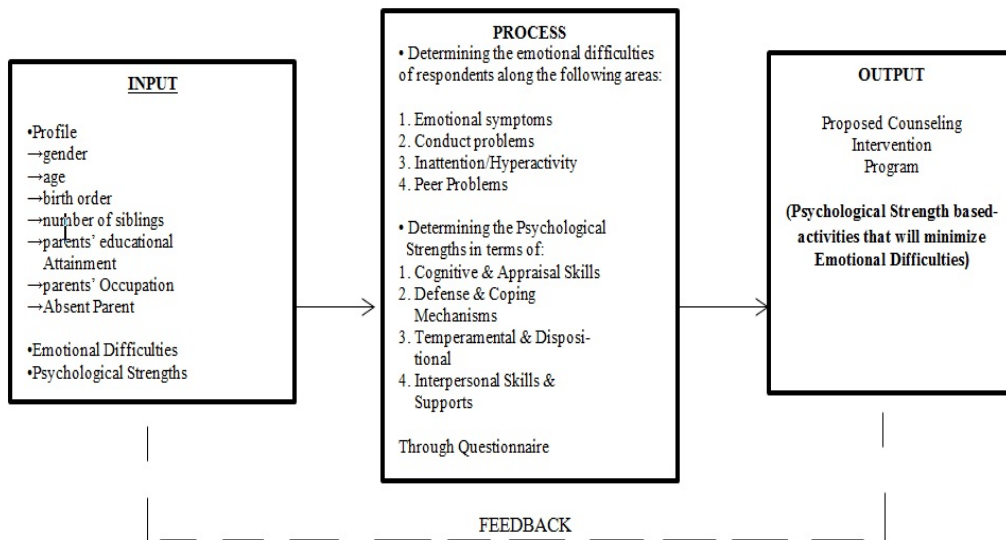 INPUT
•Profile
→gender
→age
→birth order
→number of siblings
→parents’ educational
Attainment
→parents’ Occupation
→Absent Parent
•Emotional Difficulties
•Psychological Strengths
PROCESS
• Determining the emotional difficulties
of respondents along the following areas:
1. Emotional symptoms
2. Conduct problems
3. Inattention/Hyperactivity
4. Peer Problems
• Determining the Psychological
Strengths in terms of:
1. Cognitive & Appraisal Skills
2. Defense & Coping
Mechanisms
3. Temperamental & Disposi-
tional
4. Interpersonal Skills &
Supports
Through Questionnaire
OUTPUT
Proposed Counseling
Intervention
Program
(Psychological Strength based-
activities that will minimize
Emotional Difficulties)
FEEDBACK